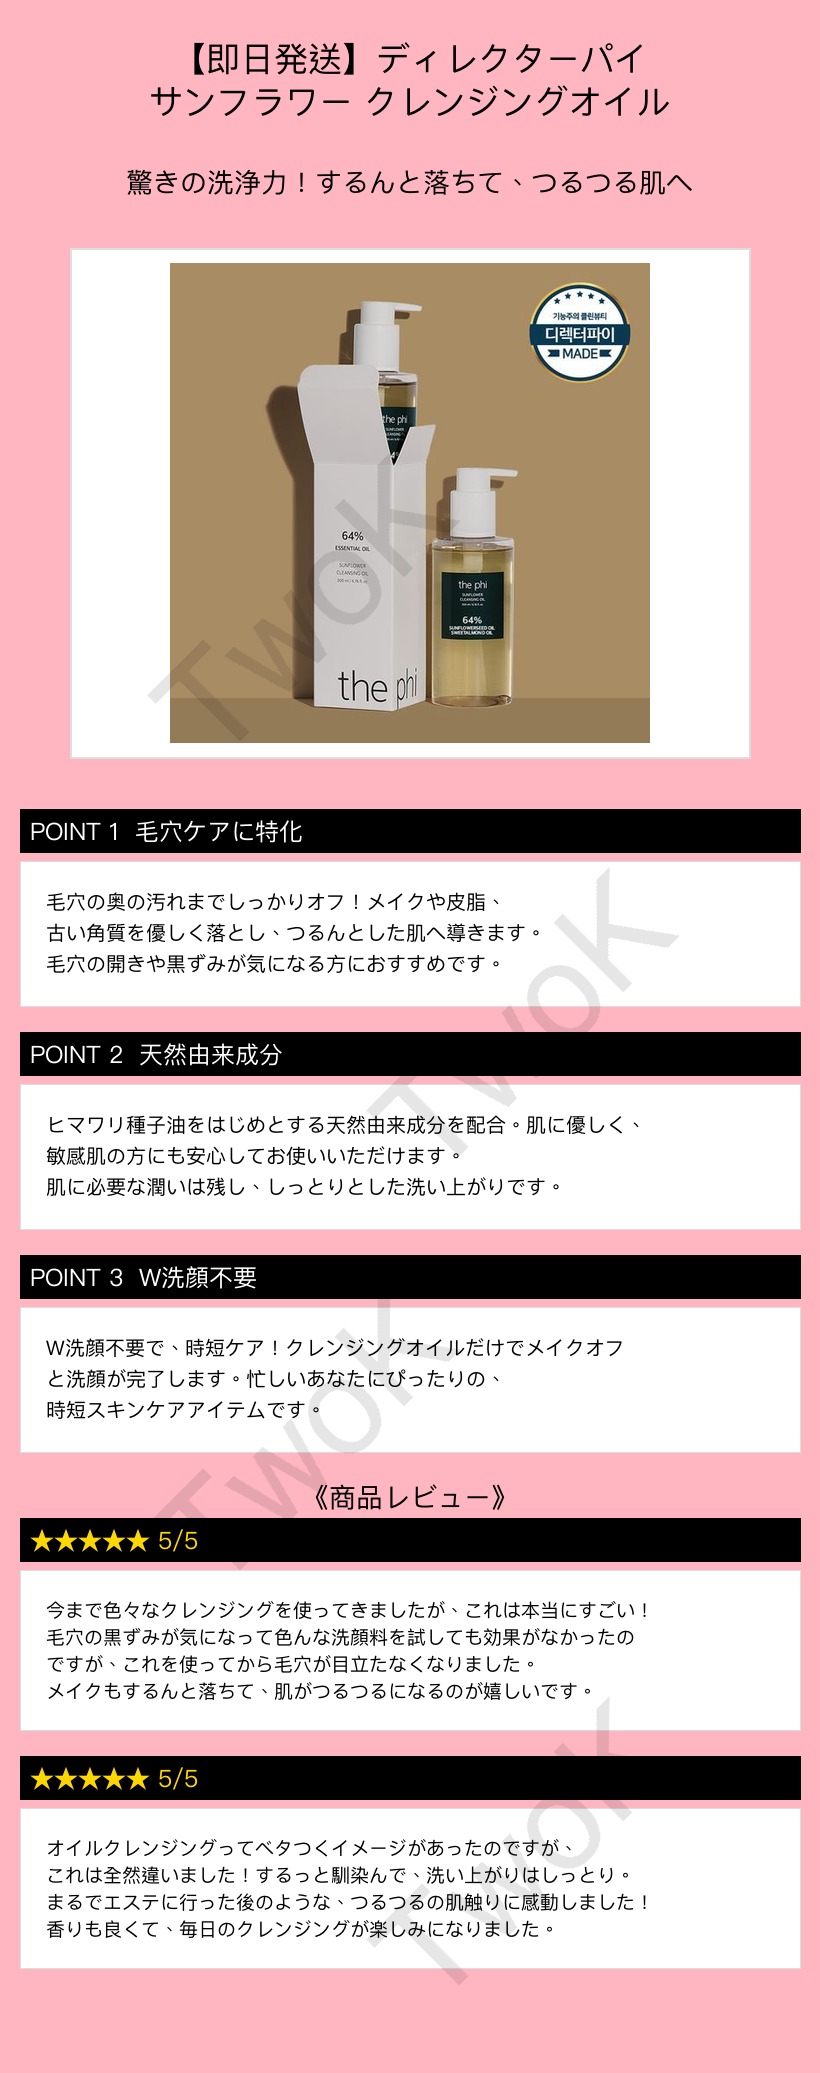 【即日発送】ディレクターパイ
サンフラワー クレンジングオイル
驚きの洗浄力！するんと落ちて、つるつる肌へ
기능주의 클린뷰티
디렉터파이
MADE
the phi
SUNFLOWER
CLEANSING OIL
64%
ESSENTIAL OIL
SUNFLOWER
CLEANSING OIL
the phi
the phi
SUNFLOWER
CLEANSING OIL
64%
SUNFLOWERSEED OIL
SWEETALMOND OIL
TwoK
POINT 1 毛穴ケアに特化
毛穴の奥の汚れまでしっかりオフ！メイクや皮脂、
古い角質を優しく落とし、つるんとした肌へ導きます。
毛穴の開きや黒ずみが気になる方におすすめです。
TwoK
POINT 2 天然由来成分
ヒマワリ種子油をはじめとする天然由来成分を配合。肌に優しく、
敏感肌の方にも安心してお使いいただけます。
肌に必要な潤いは残し、しっとりとした洗い上がりです。
POINT 3 W洗顔不要
W洗顔不要で、時短ケア！クレンジングオイルだけでメイクオフ
と洗顔が完了します。忙しいあなたにぴったりの、
時短スキンケアアイテムです。
TwoK
《商品レビュー》
★★★★★ 5/5
今まで色々なクレンジングを使ってきましたが、これは本当にすごい！
毛穴の黒ずみが気になって色んな洗顔料を試しても効果がなかったの
ですが、これを使ってから毛穴が目立たなくなりました。
メイクもするんと落ちて、肌がつるつるになるのが嬉しいです。
★★★★★ 5/5
オイルクレンジングってベタつくイメージがあったのですが、
これは全然違いました！するっと馴染んで、洗い上がりはしっとり。
まるでエステに行った後のような、つるつるの肌触りに感動しました！
香りも良くて、毎日のクレンジングが楽しみになりました。
TwoK